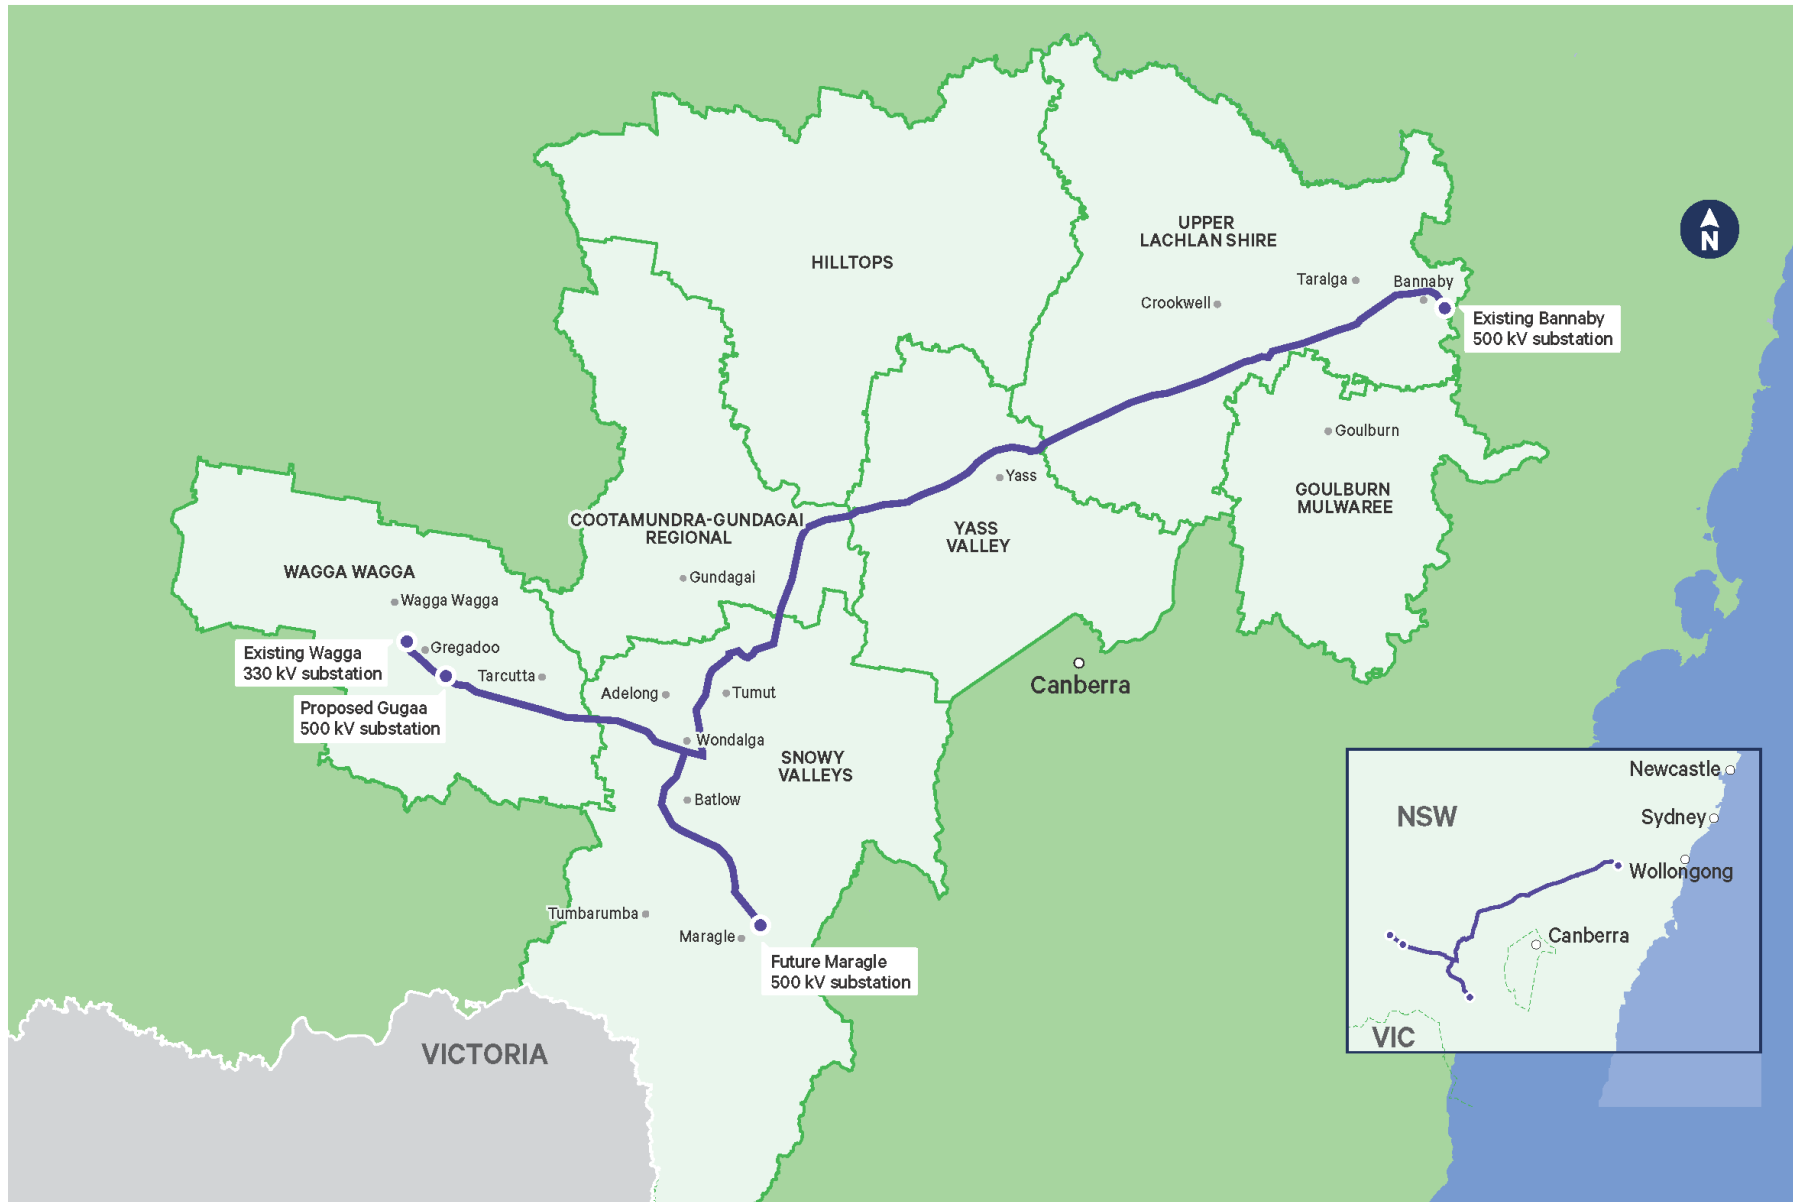 UPPER
LACHLAN SHIRE
N
HILLTOPS
Taralga
Bannaby
Crookwell
Existing Bannaby
500 kV substation
Goulburn
Yass
GOULBURN
MULWAREE
COOTAMUNDRA-GUNDAGAI
REGIONAL
YASS
VALLEY
WAGGA WAGGA
Gundagai
Wagga Wagga
Existing Wagga
330 kV substation
Gregadoo
Tarcutta
Proposed Gugaa
500 kV substation
Adelong
Tumut
Canberra
Wondalga
SNOWY
VALLEYS
Batlow
Tumbarumba
Maragle
Future Maragle
500 kV substation
VICTORIA
Newcastle
NSW
Sydney
Wollongong
Canberra
VIC